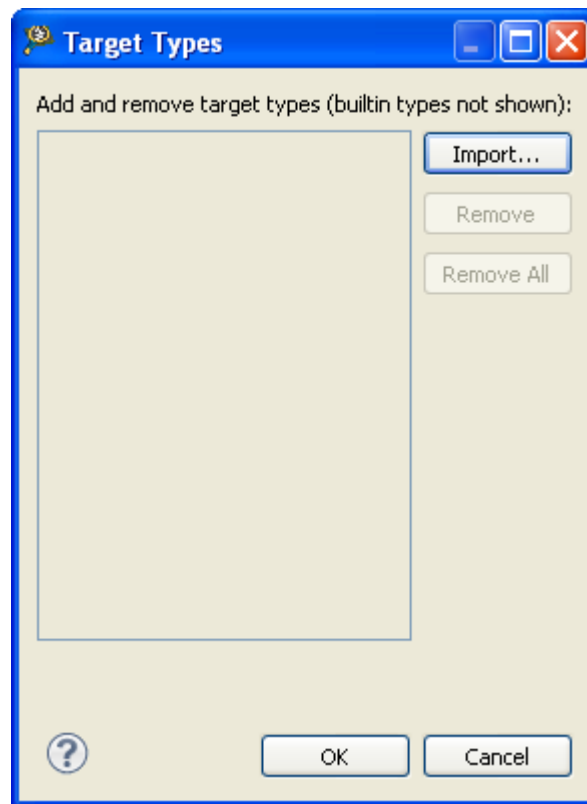 Target Types
Add and remove target types (builtin types not shown):
Import...
Remove
Remove All
?
OK
Cancel